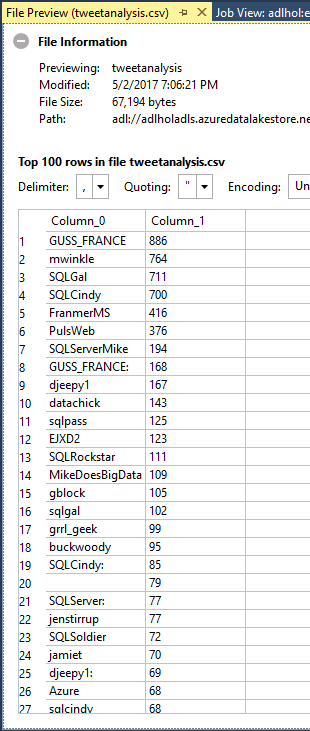 File Preview (tweetanalysis.csv)
Job View: adlhol:e
File Information
Previewing: tweetanalysis
Modified: 5/2/2017 7:06:21 PM
File Size: 67,194 bytes
Path: adl://adlholadls.azuredatalakestore.ne
Top 100 rows in file tweetanalysis.csv
Delimiter: , Quoting: " Encoding: Un
Column_0 Column_1
1 GUSS_FRANCE 886
2 mwinkle 764
3 SQLGal 711
4 SQLCindy 700
5 FranmerMS 416
6 PulsWeb 376
7 SQLServerMike 194
8 GUSS_FRANCE: 168
9 djeepy1 167
10 datachick 143
11 sqlpass 125
12 EJXD2 123
13 SQLRockstar 111
14 MikeDoesBigData 109
15 gblock 105
16 sqlgal 102
17 grrl_geek 99
18 buckwoody 95
19 SQLCindy: 85
20 79
21 SQLServer: 77
22 jenstirrup 77
23 SQLSoldier 72
24 jamiet 70
25 djeepy1: 69
26 Azure 68
27 sqlcindy 68